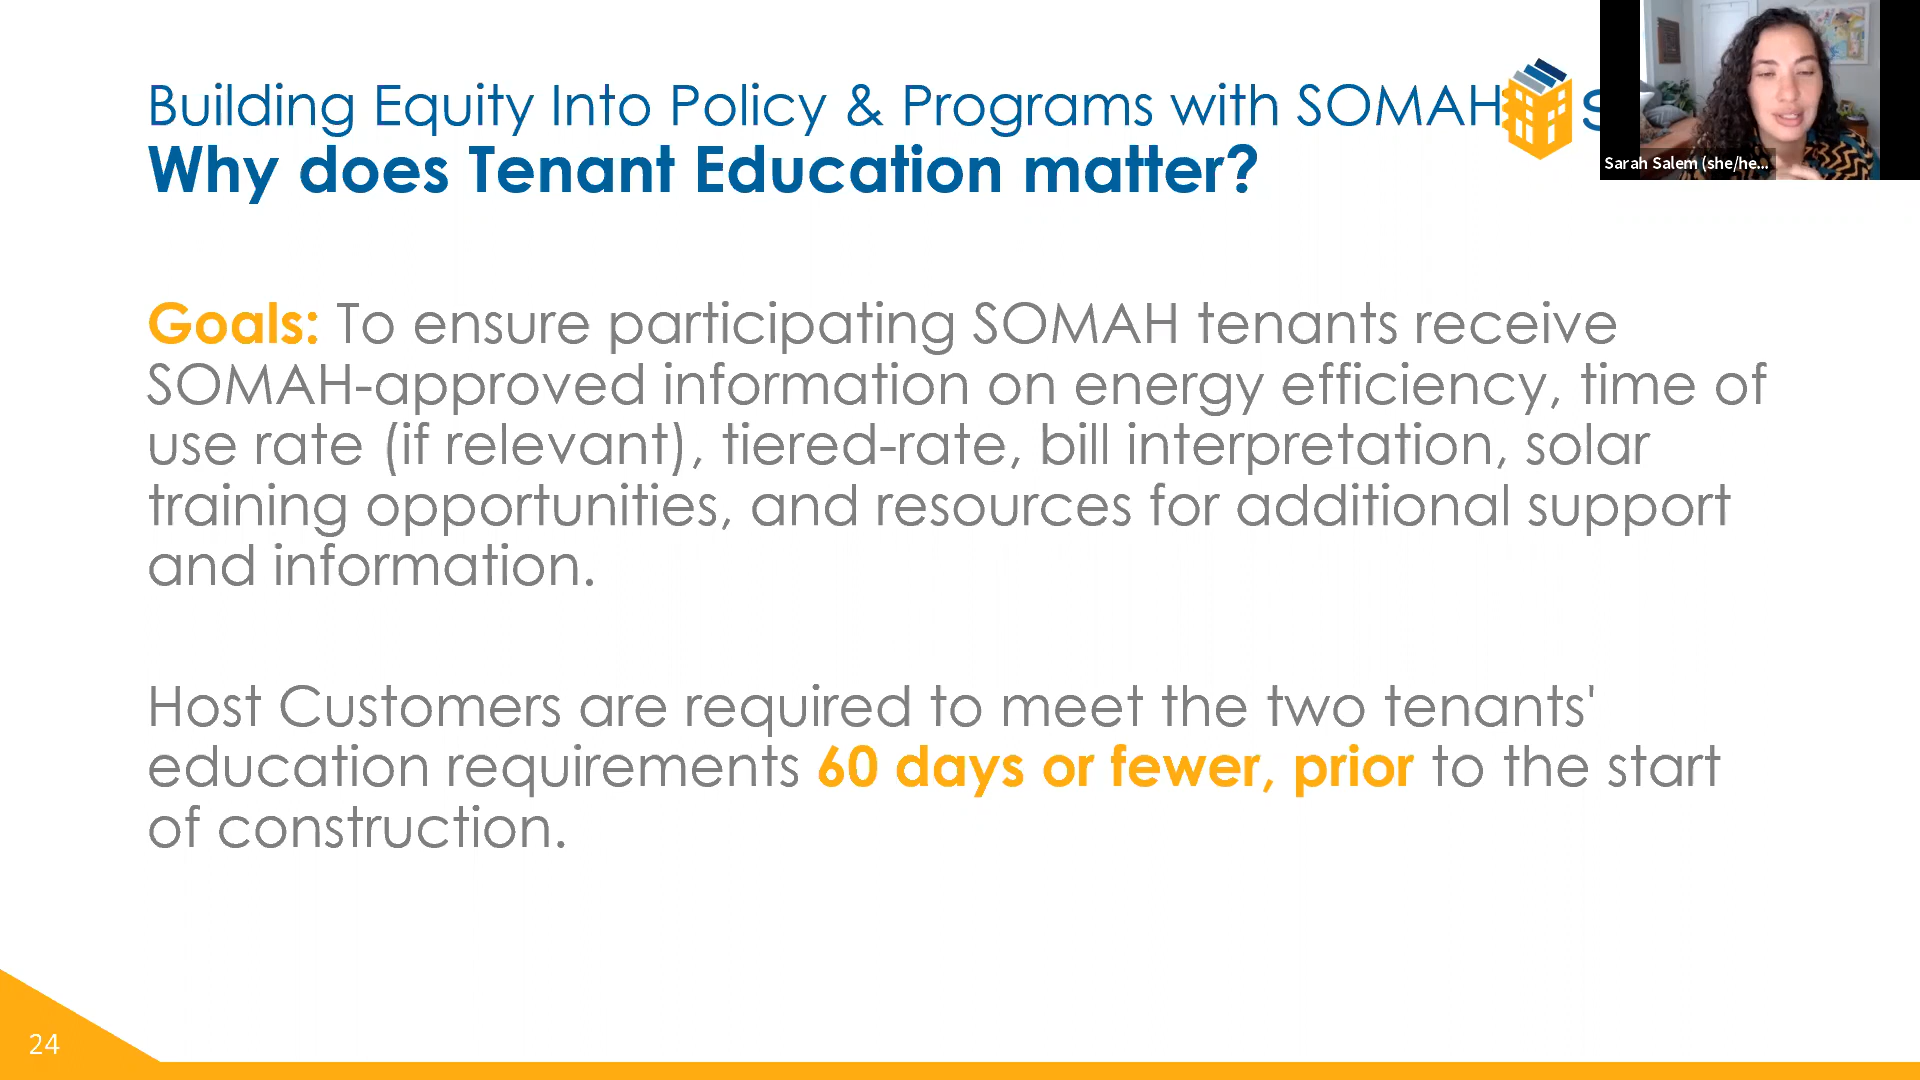 Building Equity Into Policy & Programs with SOMAH
Why does Tenant Education matter?
Sarah Salem (she/he...
Goals: To ensure participating SOMAH tenants receive
SOMAH-approved information on energy efficiency, time of
use rate (if relevant), tiered-rate, bill interpretation, solar
training opportunities, and resources for additional support
and information.
Host Customers are required to meet the two tenants'
education requirements 60 days or fewer, prior to the start
of construction.
24